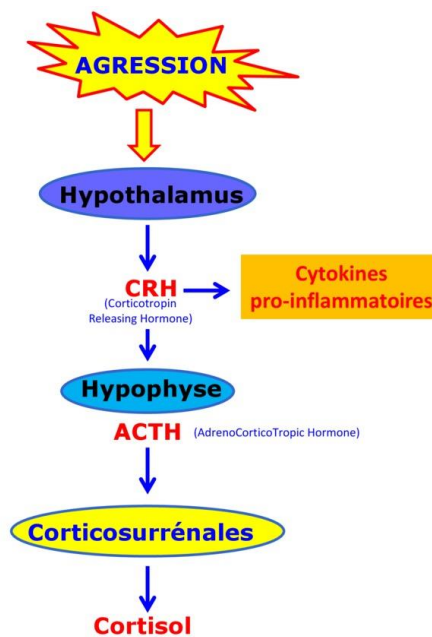 AGRESSION
Hypothalamus
CRH
(Corticotropin
Releasing Hormone)
Cytokines
pro-inflammatoires
Hypophyse
ACTH (AdrenoCorticoTropic Hormone)
Corticosurrénales
Cortisol